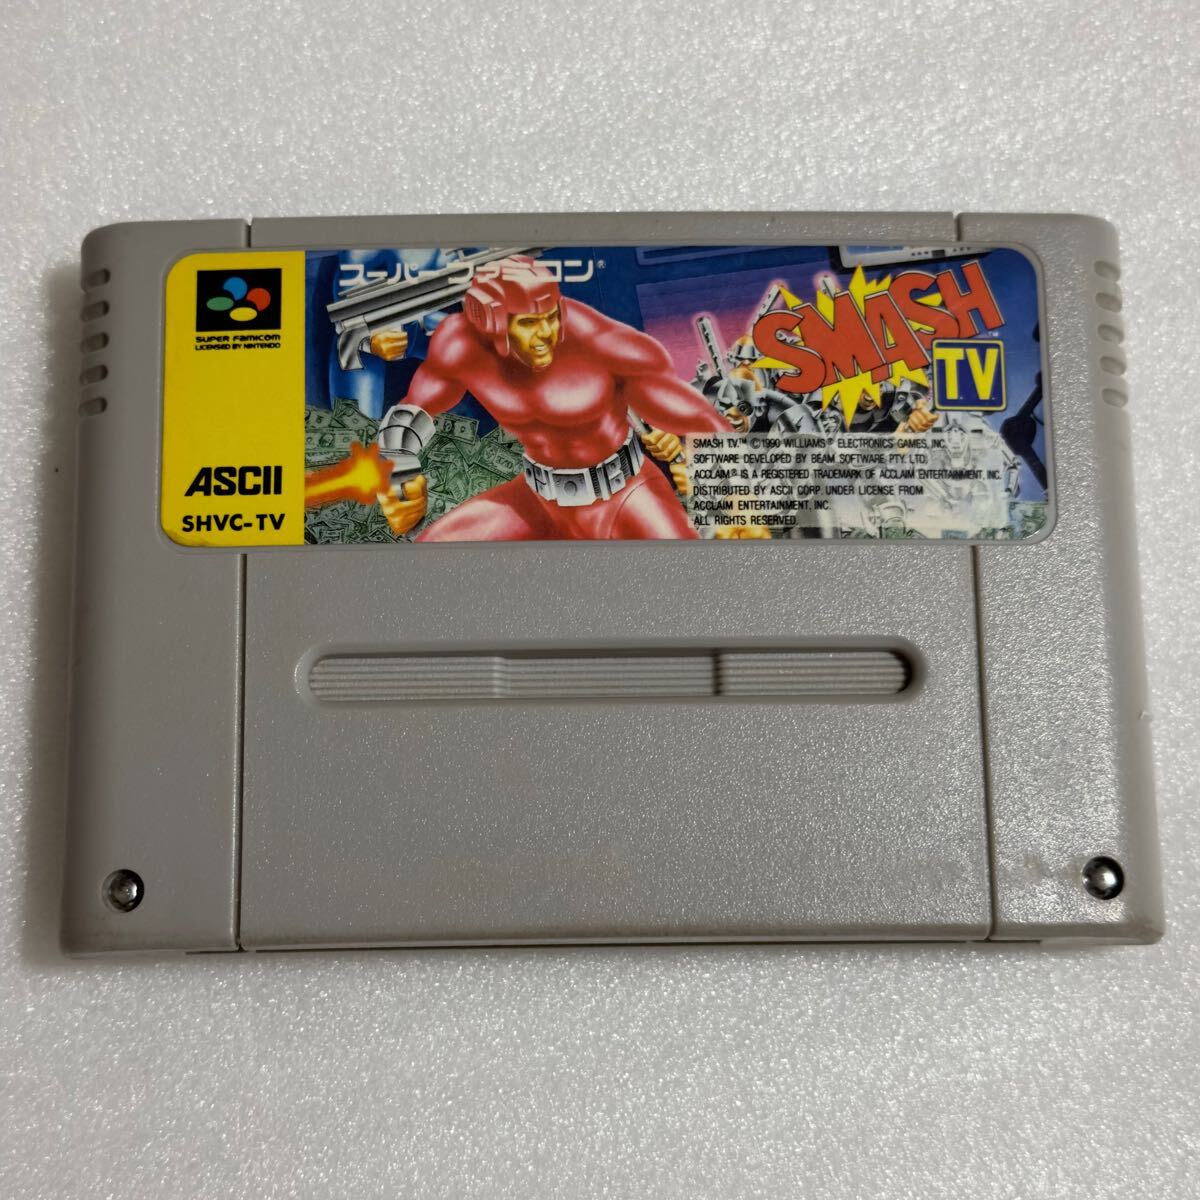 SUPER FAMICOM
LICENSED BY NINTENDO
ASCII
SHVC-TV
スーパーファミコン®
SMASH
T.V.™
SMASH T.V.™ ©1990 WILLIAMS® ELECTRONICS GAMES, INC.
SOFTWARE DEVELOPED BY BEAM SOFTWARE PTY. LTD.
ACCLAIM® IS A REGISTERED TRADEMARK OF ACCLAIM ENTERTAINMENT, INC.
DISTRIBUTED BY ASCII CORP. UNDER LICENSE FROM
ACCLAIM ENTERTAINMENT, INC.
ALL RIGHTS RESERVED.